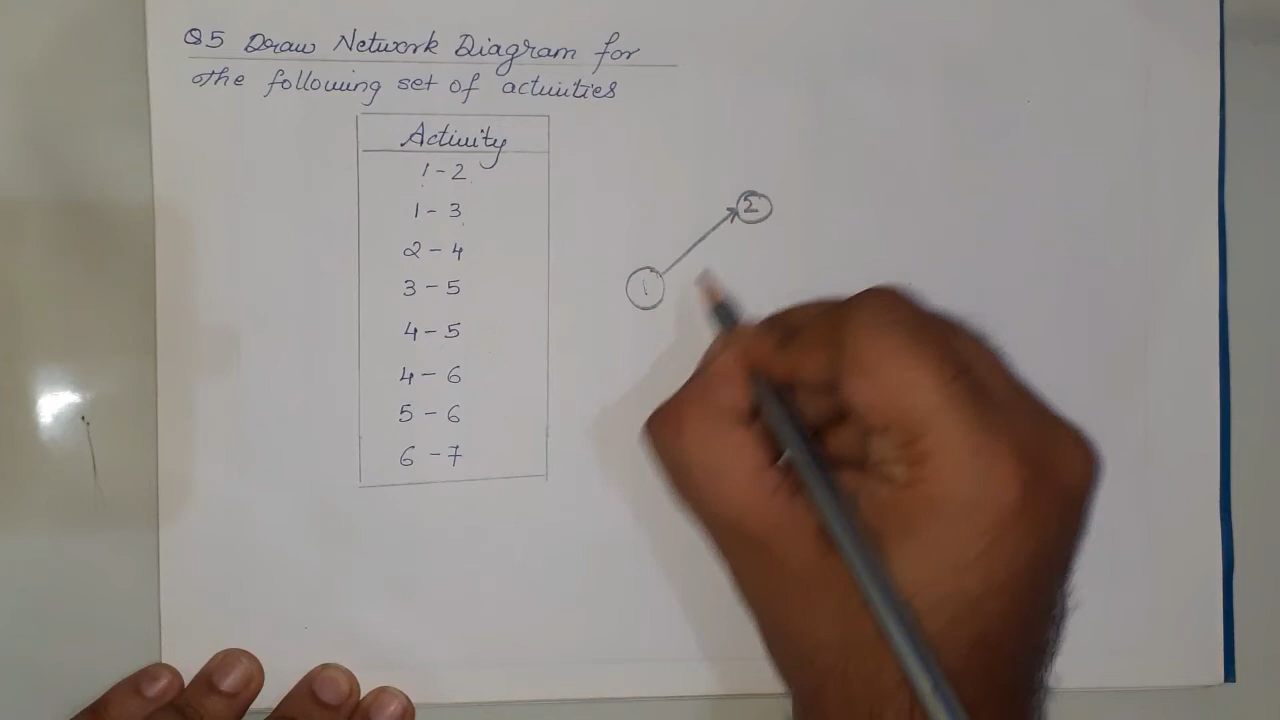 Q5 Draw Network Diagram for
the following set of activities
Activity
1 - 2
1 - 3
2 - 4
3 - 5
4 - 5
4 - 6
5 - 6
6 - 7
2
1